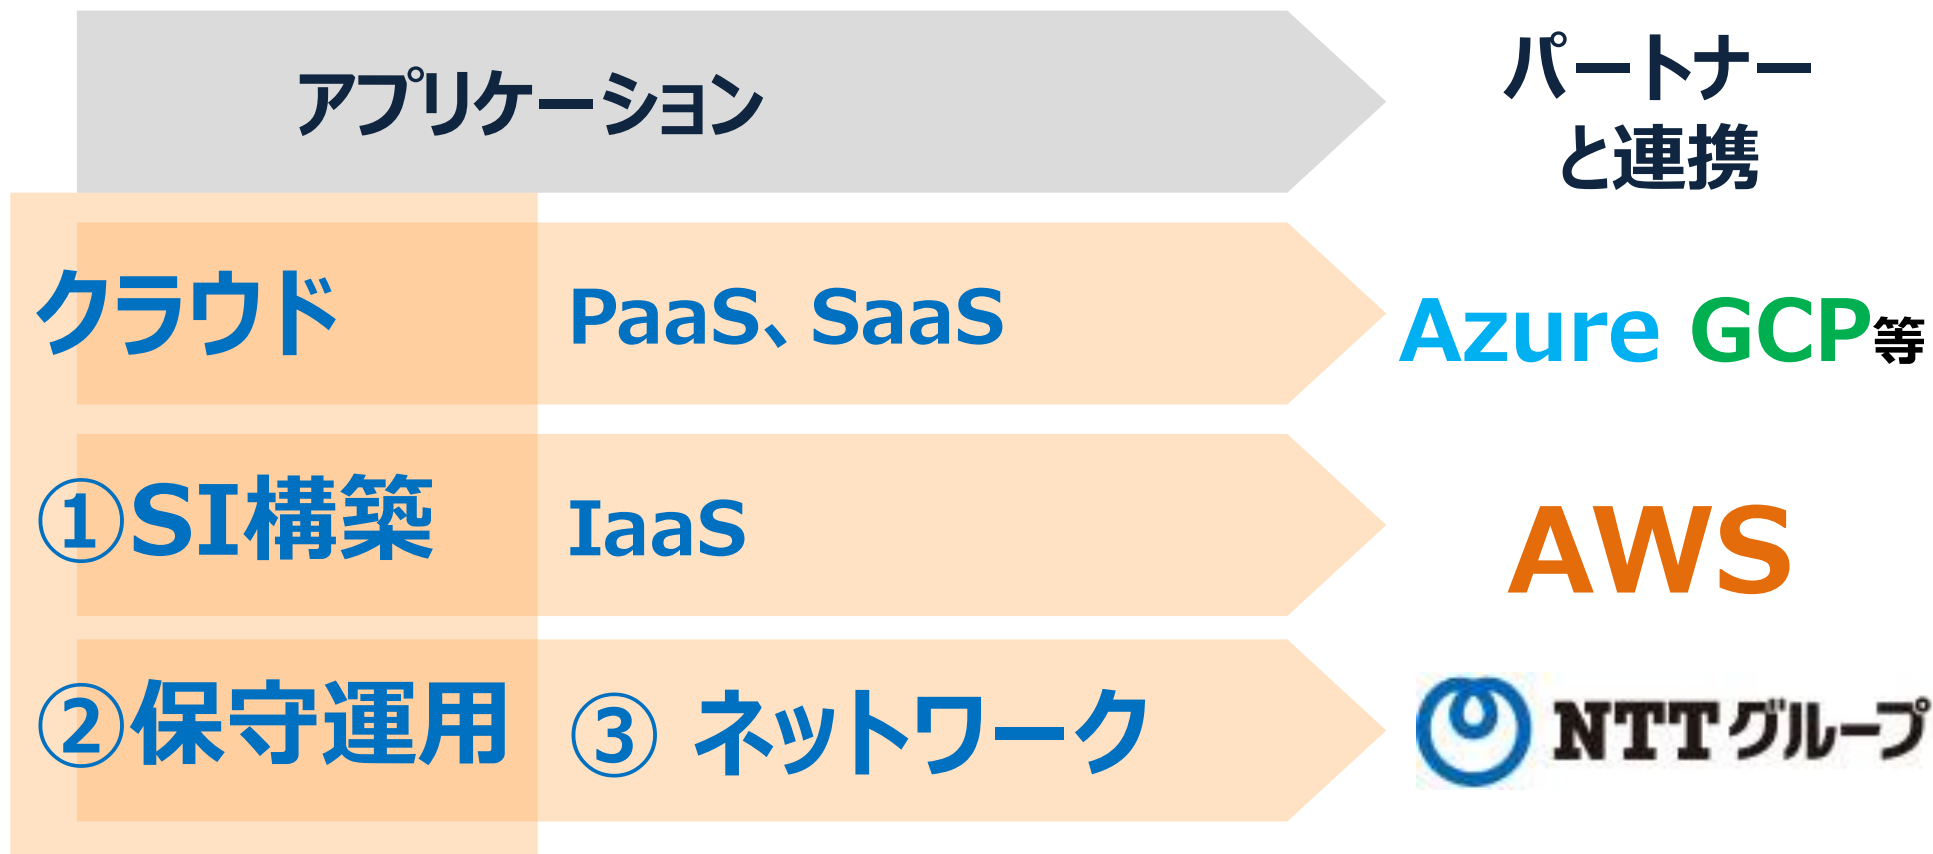 アプリケーション
パートナー
と連携
クラウド
PaaS、SaaS
Azure GCP等
①SI構築
IaaS
AWS
②保守運用
③ ネットワーク
NTTグループ